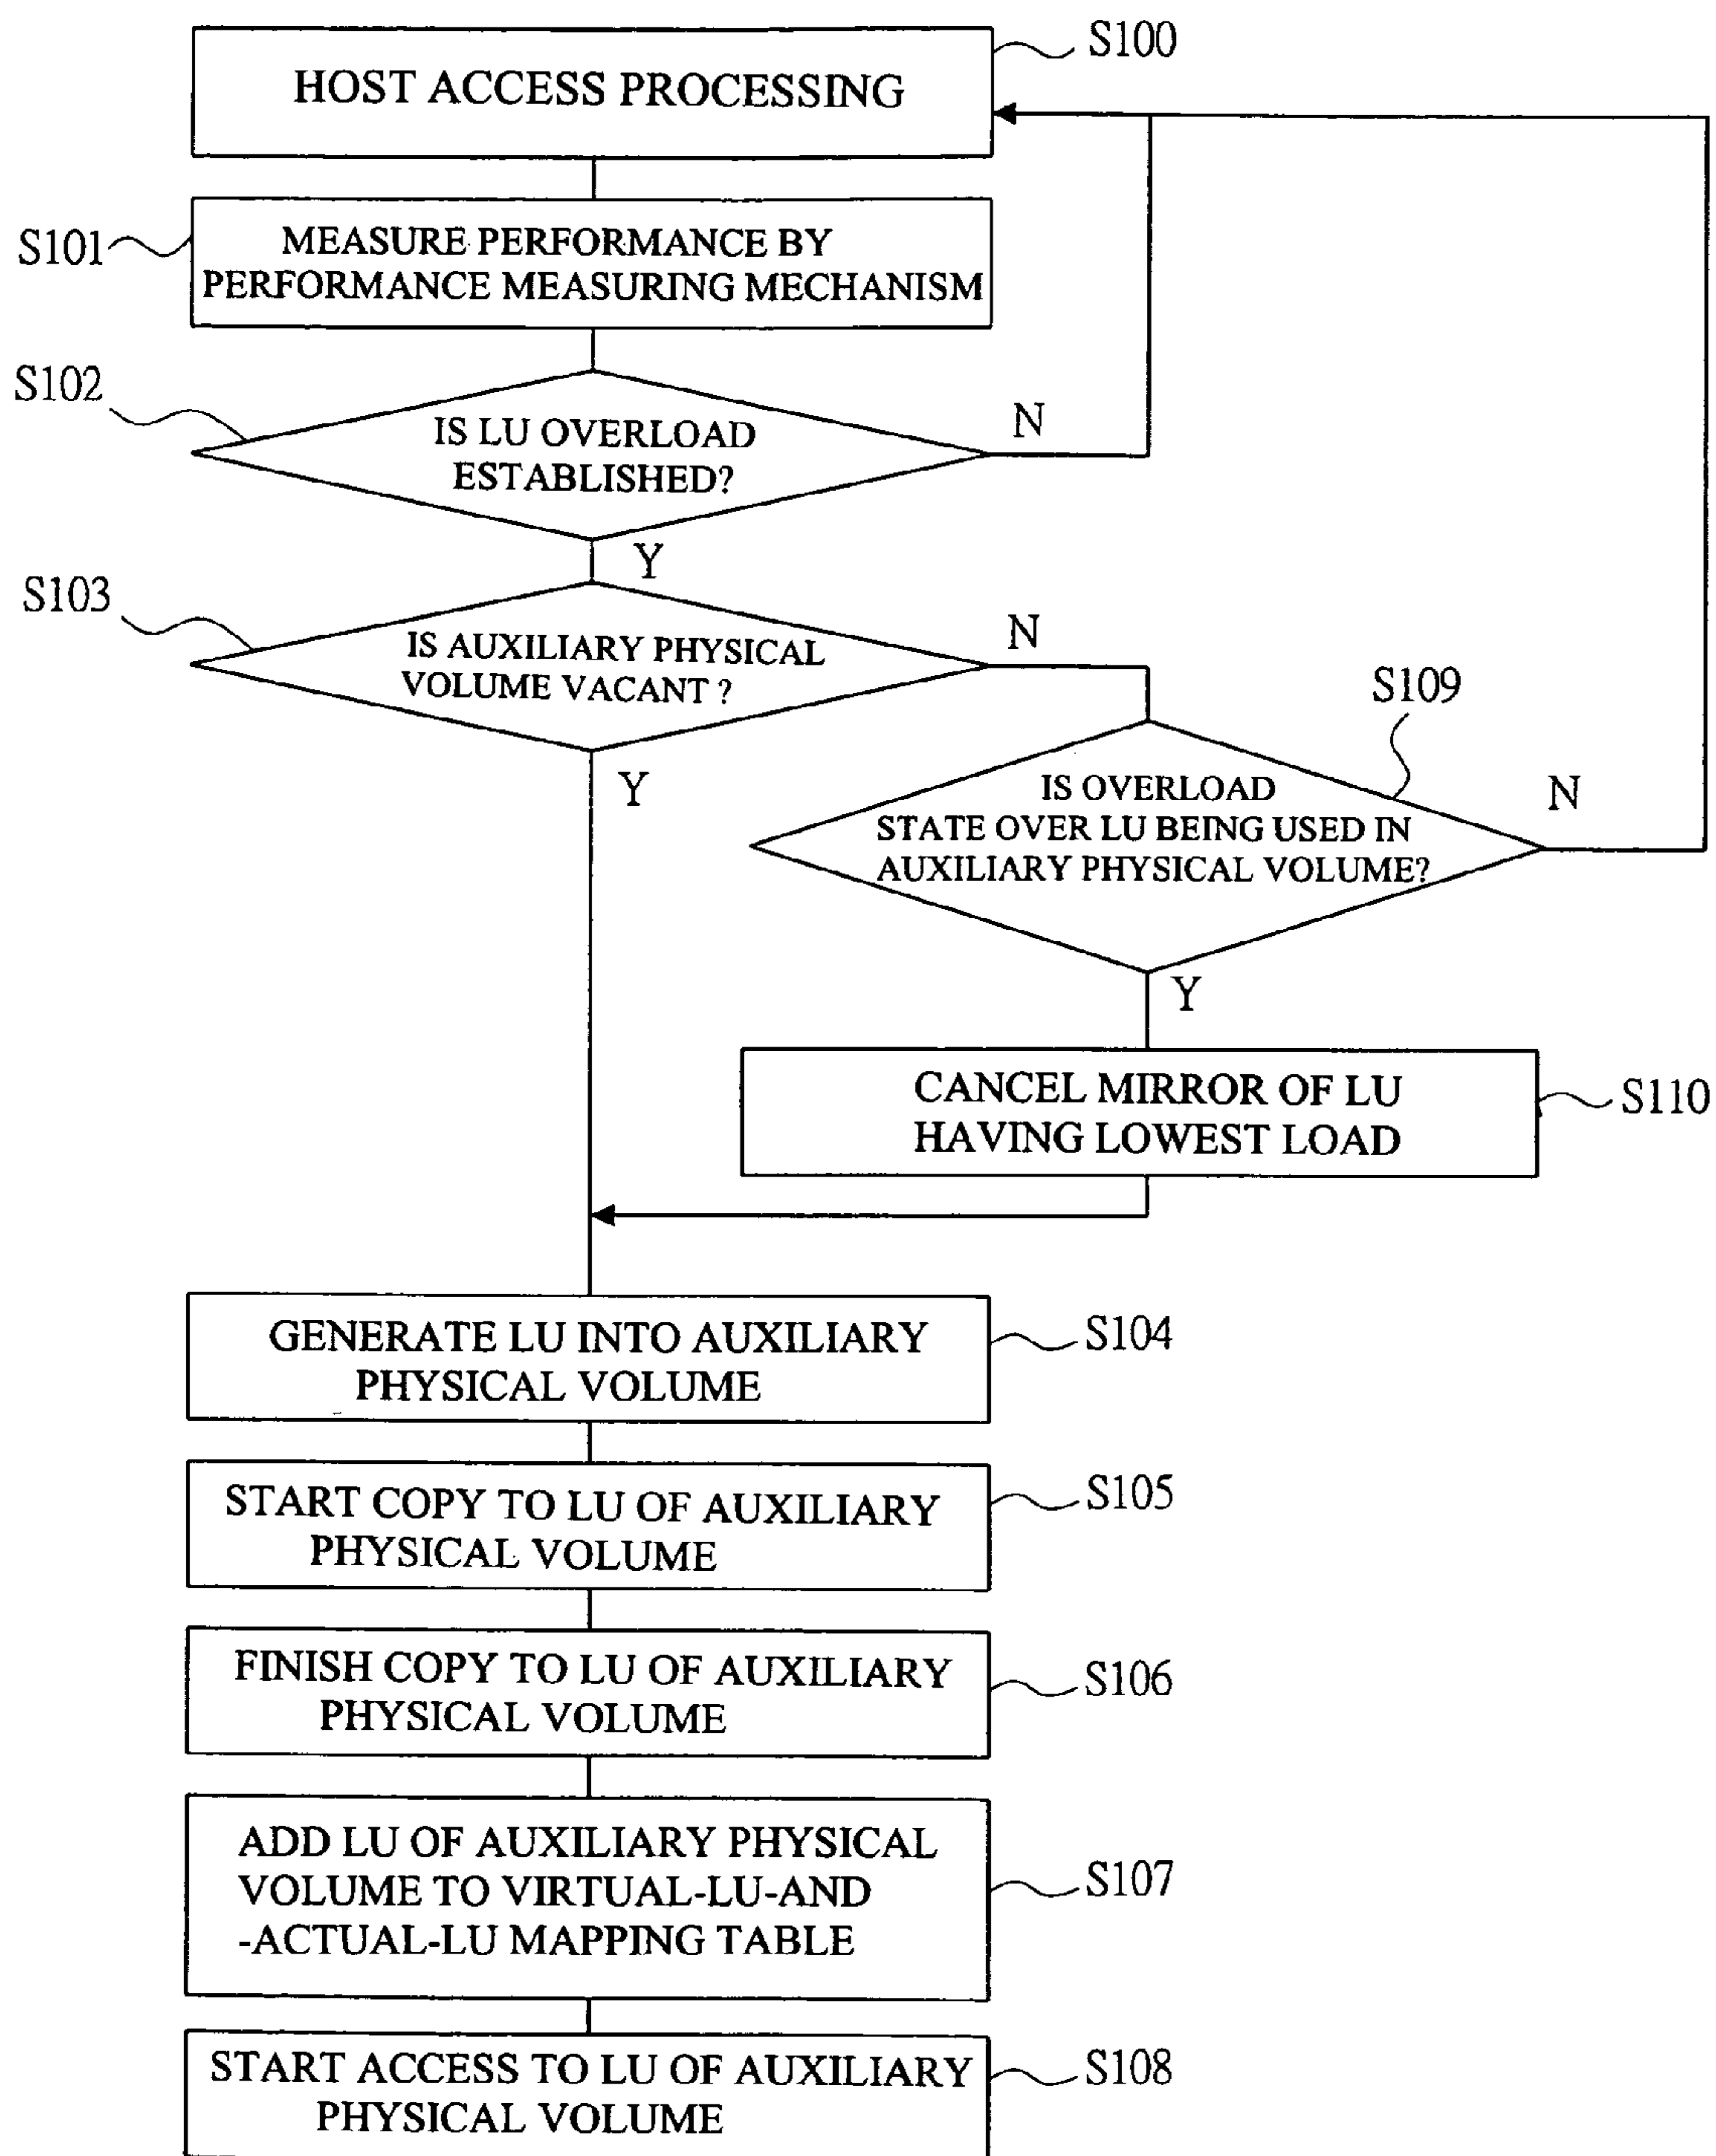 S100
HOST ACCESS PROCESSING
S101
MEASURE PERFORMANCE BY
PERFORMANCE MEASURING MECHANISM
S102
IS LU OVERLOAD
ESTABLISHED?
N
Y
S103
IS AUXILIARY PHYSICAL
VOLUME VACANT ?
N
Y
S109
IS OVERLOAD
STATE OVER LU BEING USED IN
AUXILIARY PHYSICAL VOLUME?
N
Y
CANCEL MIRROR OF LU
HAVING LOWEST LOAD
S110
GENERATE LU INTO AUXILIARY
PHYSICAL VOLUME
S104
START COPY TO LU OF AUXILIARY
PHYSICAL VOLUME
S105
FINISH COPY TO LU OF AUXILIARY
PHYSICAL VOLUME
S106
ADD LU OF AUXILIARY PHYSICAL
VOLUME TO VIRTUAL-LU-AND
-ACTUAL-LU MAPPING TABLE
S107
START ACCESS TO LU OF AUXILIARY
PHYSICAL VOLUME
S108